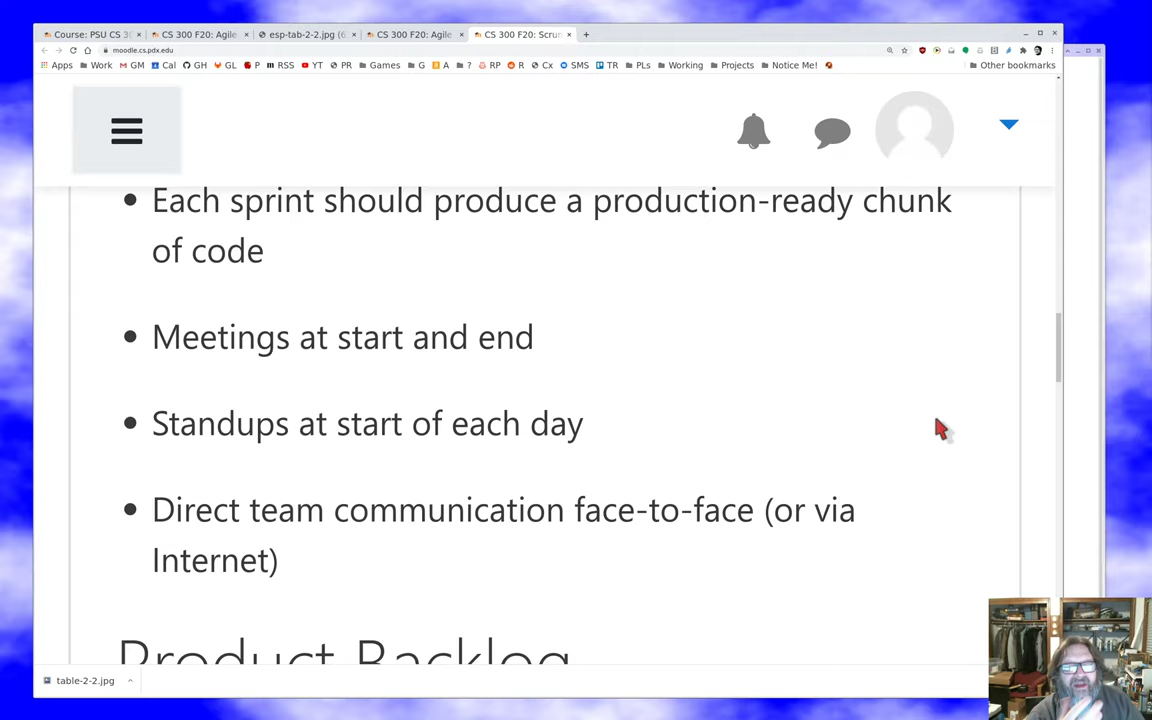 Course: PSU CS 30
CS 300 F20: Agile
esp-tab-2-2.jpg (6
CS 300 F20: Agile
CS 300 F20: Scrum
moodle.cs.pdx.edu
Apps Work GM Cal GH GL P RSS YT PR Games G A ? RP R Cx SMS TR PLs Working Projects Notice Me! Other bookmarks
Each sprint should produce a production-ready chunk
of code
Meetings at start and end
Standups at start of each day
Direct team communication face-to-face (or via
Internet)
Product Backlog
table-2-2.jpg